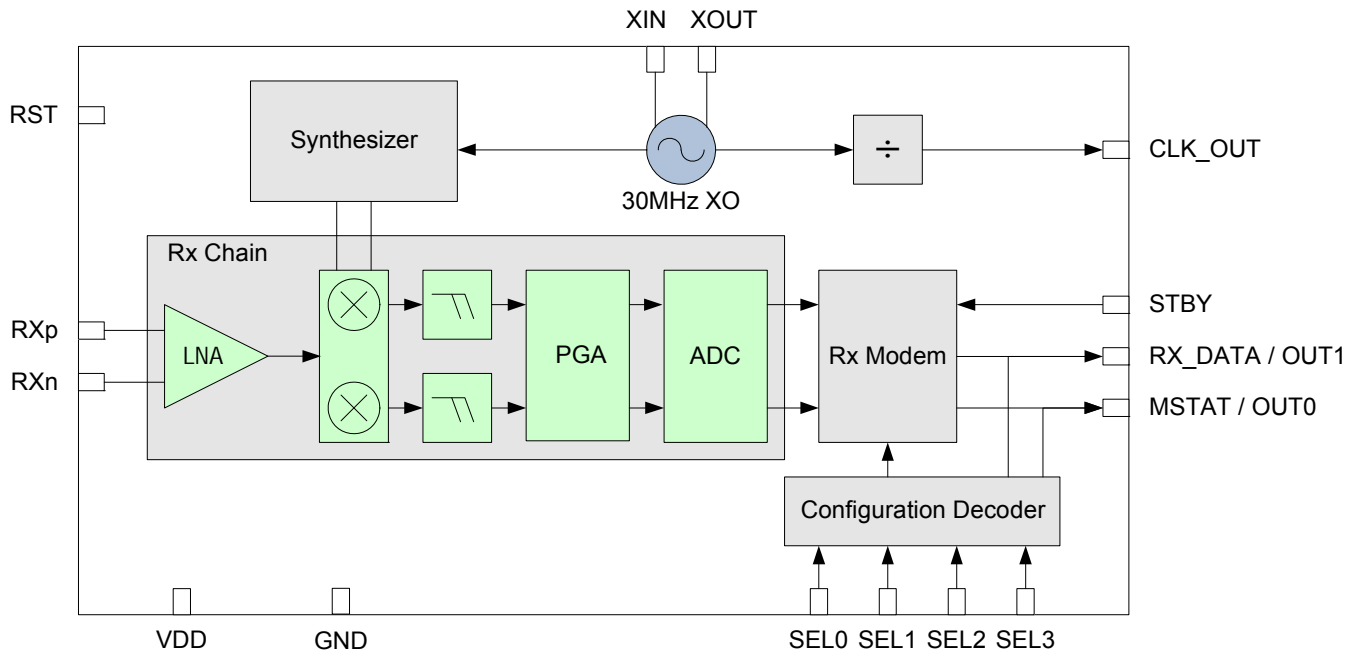 XIN XOUT
RST
Synthesizer
÷
CLK_OUT
30MHz XO
Rx Chain
RXp
RXn
LNA
PGA
ADC
Rx Modem
STBY
RX_DATA / OUT1
MSTAT / OUT0
Configuration Decoder
VDD GND SEL0 SEL1 SEL2 SEL3